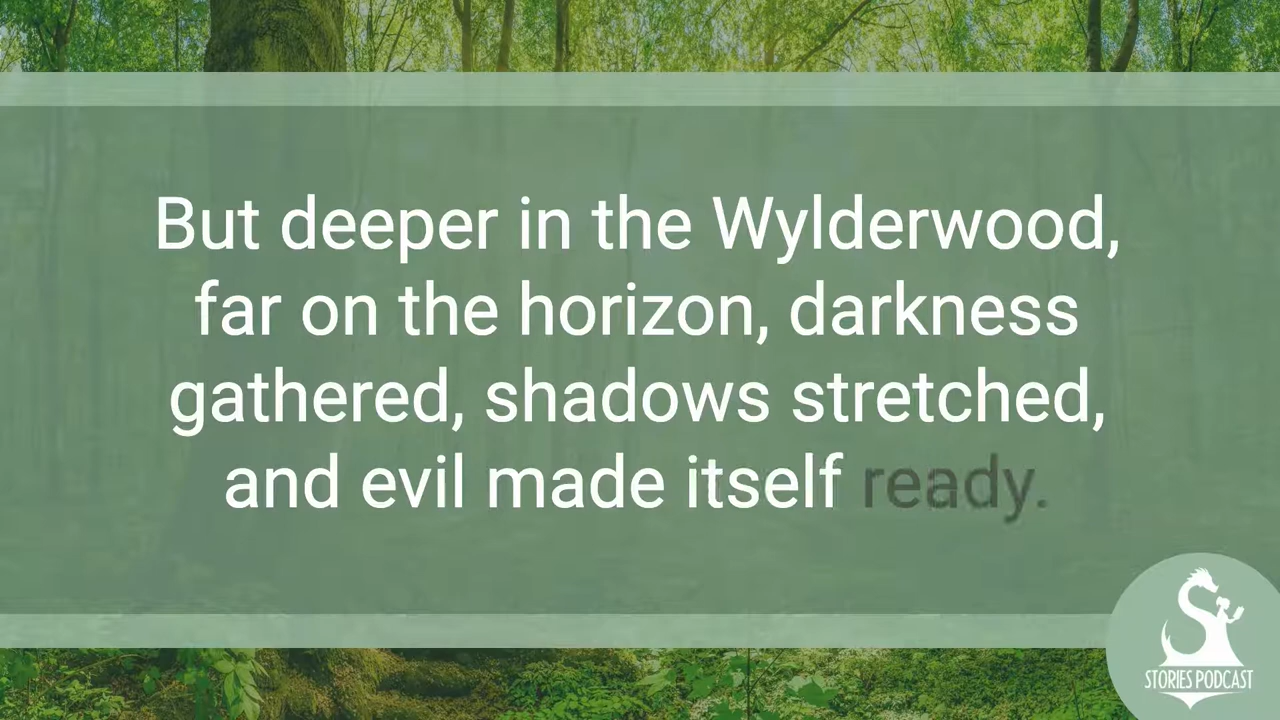 But deeper in the Wylderwood,
far on the horizon, darkness
gathered, shadows stretched,
and evil made itself ready.
STORIES PODCAST